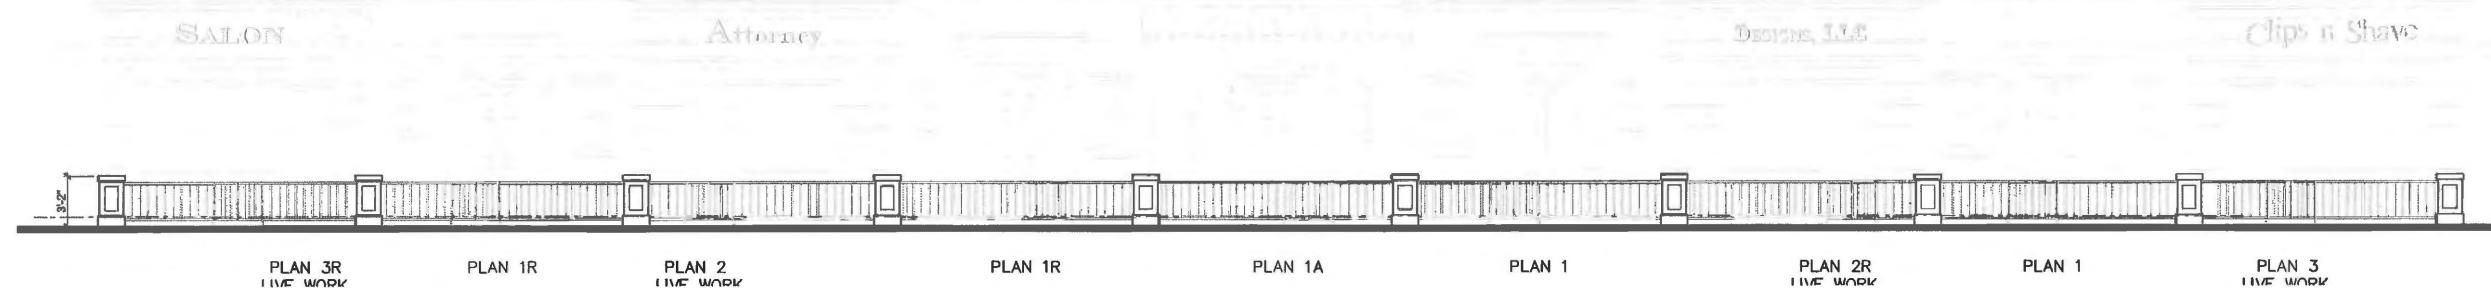 SALON
Attorney
DESIGNS, LLC
Clips n Shave
3'-2"
PLAN 3R
LIVE WORK
PLAN 1R
PLAN 2
LIVE WORK
PLAN 1R
PLAN 1A
PLAN 1
PLAN 2R
LIVE WORK
PLAN 1
PLAN 3
LIVE WORK